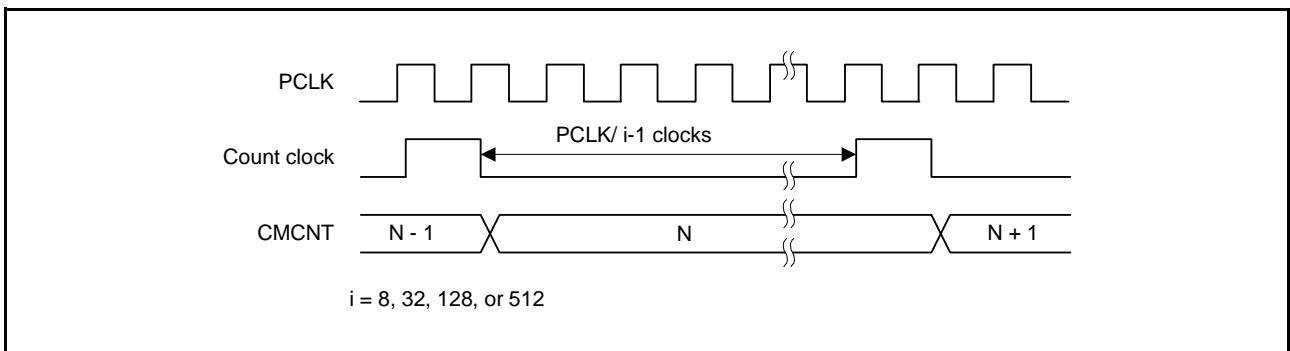 PCLK
PCLK/ i-1 clocks
Count clock
CMCNT
N - 1
N
N + 1
i = 8, 32, 128, or 512